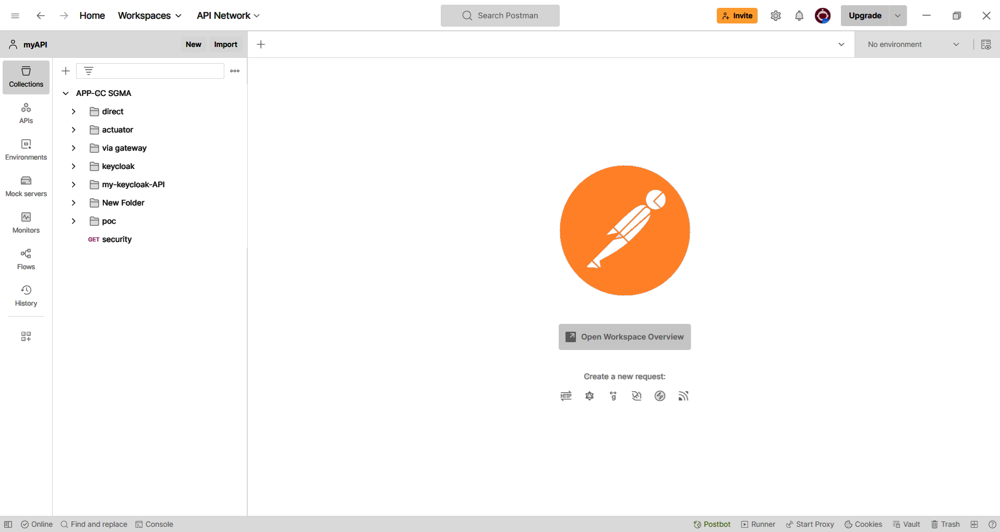 Home Workspaces API Network Search Postman Invite Upgrade
myAPI New Import No environment
Collections
APIs
Environments
Mock servers
Monitors
Flows
History
APP-CC SGMA
direct
actuator
via gateway
keycloak
my-keycloak-API
New Folder
poc
GET security
Open Workspace Overview
Create a new request:
HTTP g
Online Find and replace Console Postbot Runner Start Proxy Cookies Vault Trash